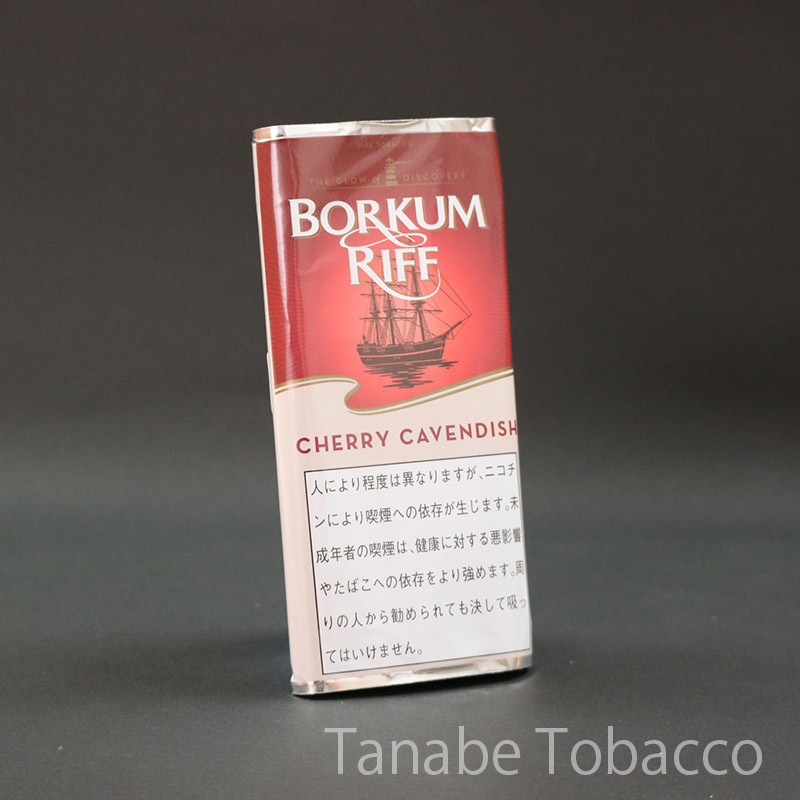 PIPE TOBACCO
THE GLOW of DISCOVERY
BORKUM
RIFF
CHERRY CAVENDISH
人により程度は異なりますが、ニコチ
ンにより喫煙への依存が生じます。未
成年者の喫煙は、健康に対する悪影響
やたばこへの依存をより強めます。周
りの人から勧められても決して吸っ
てはいけません。
Tanabe Tobacco